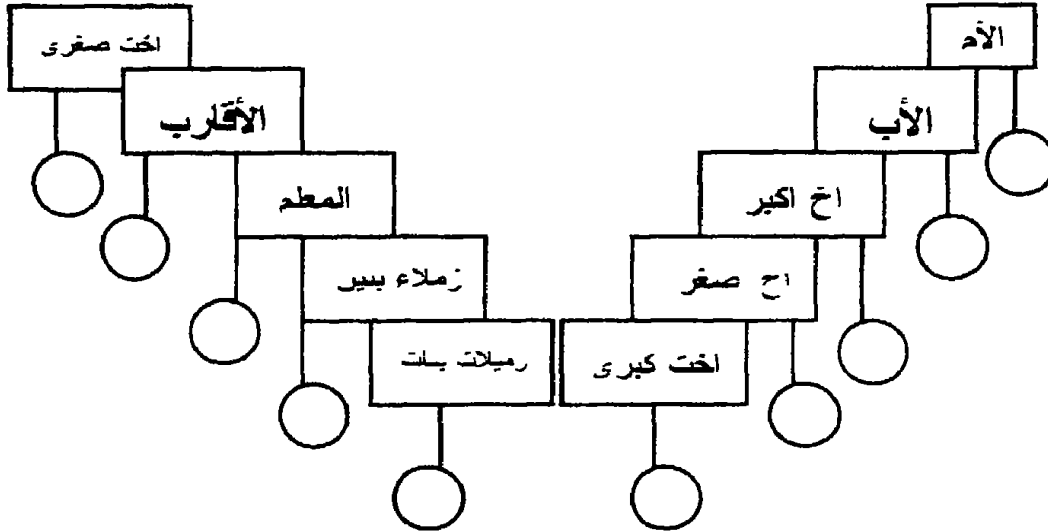 الأم
الأب
اخ اكبر
اخ صغر
اخت كبرى
اخت صغرى
الأقارب
المعلم
زملاء بنين
زميلات بنات